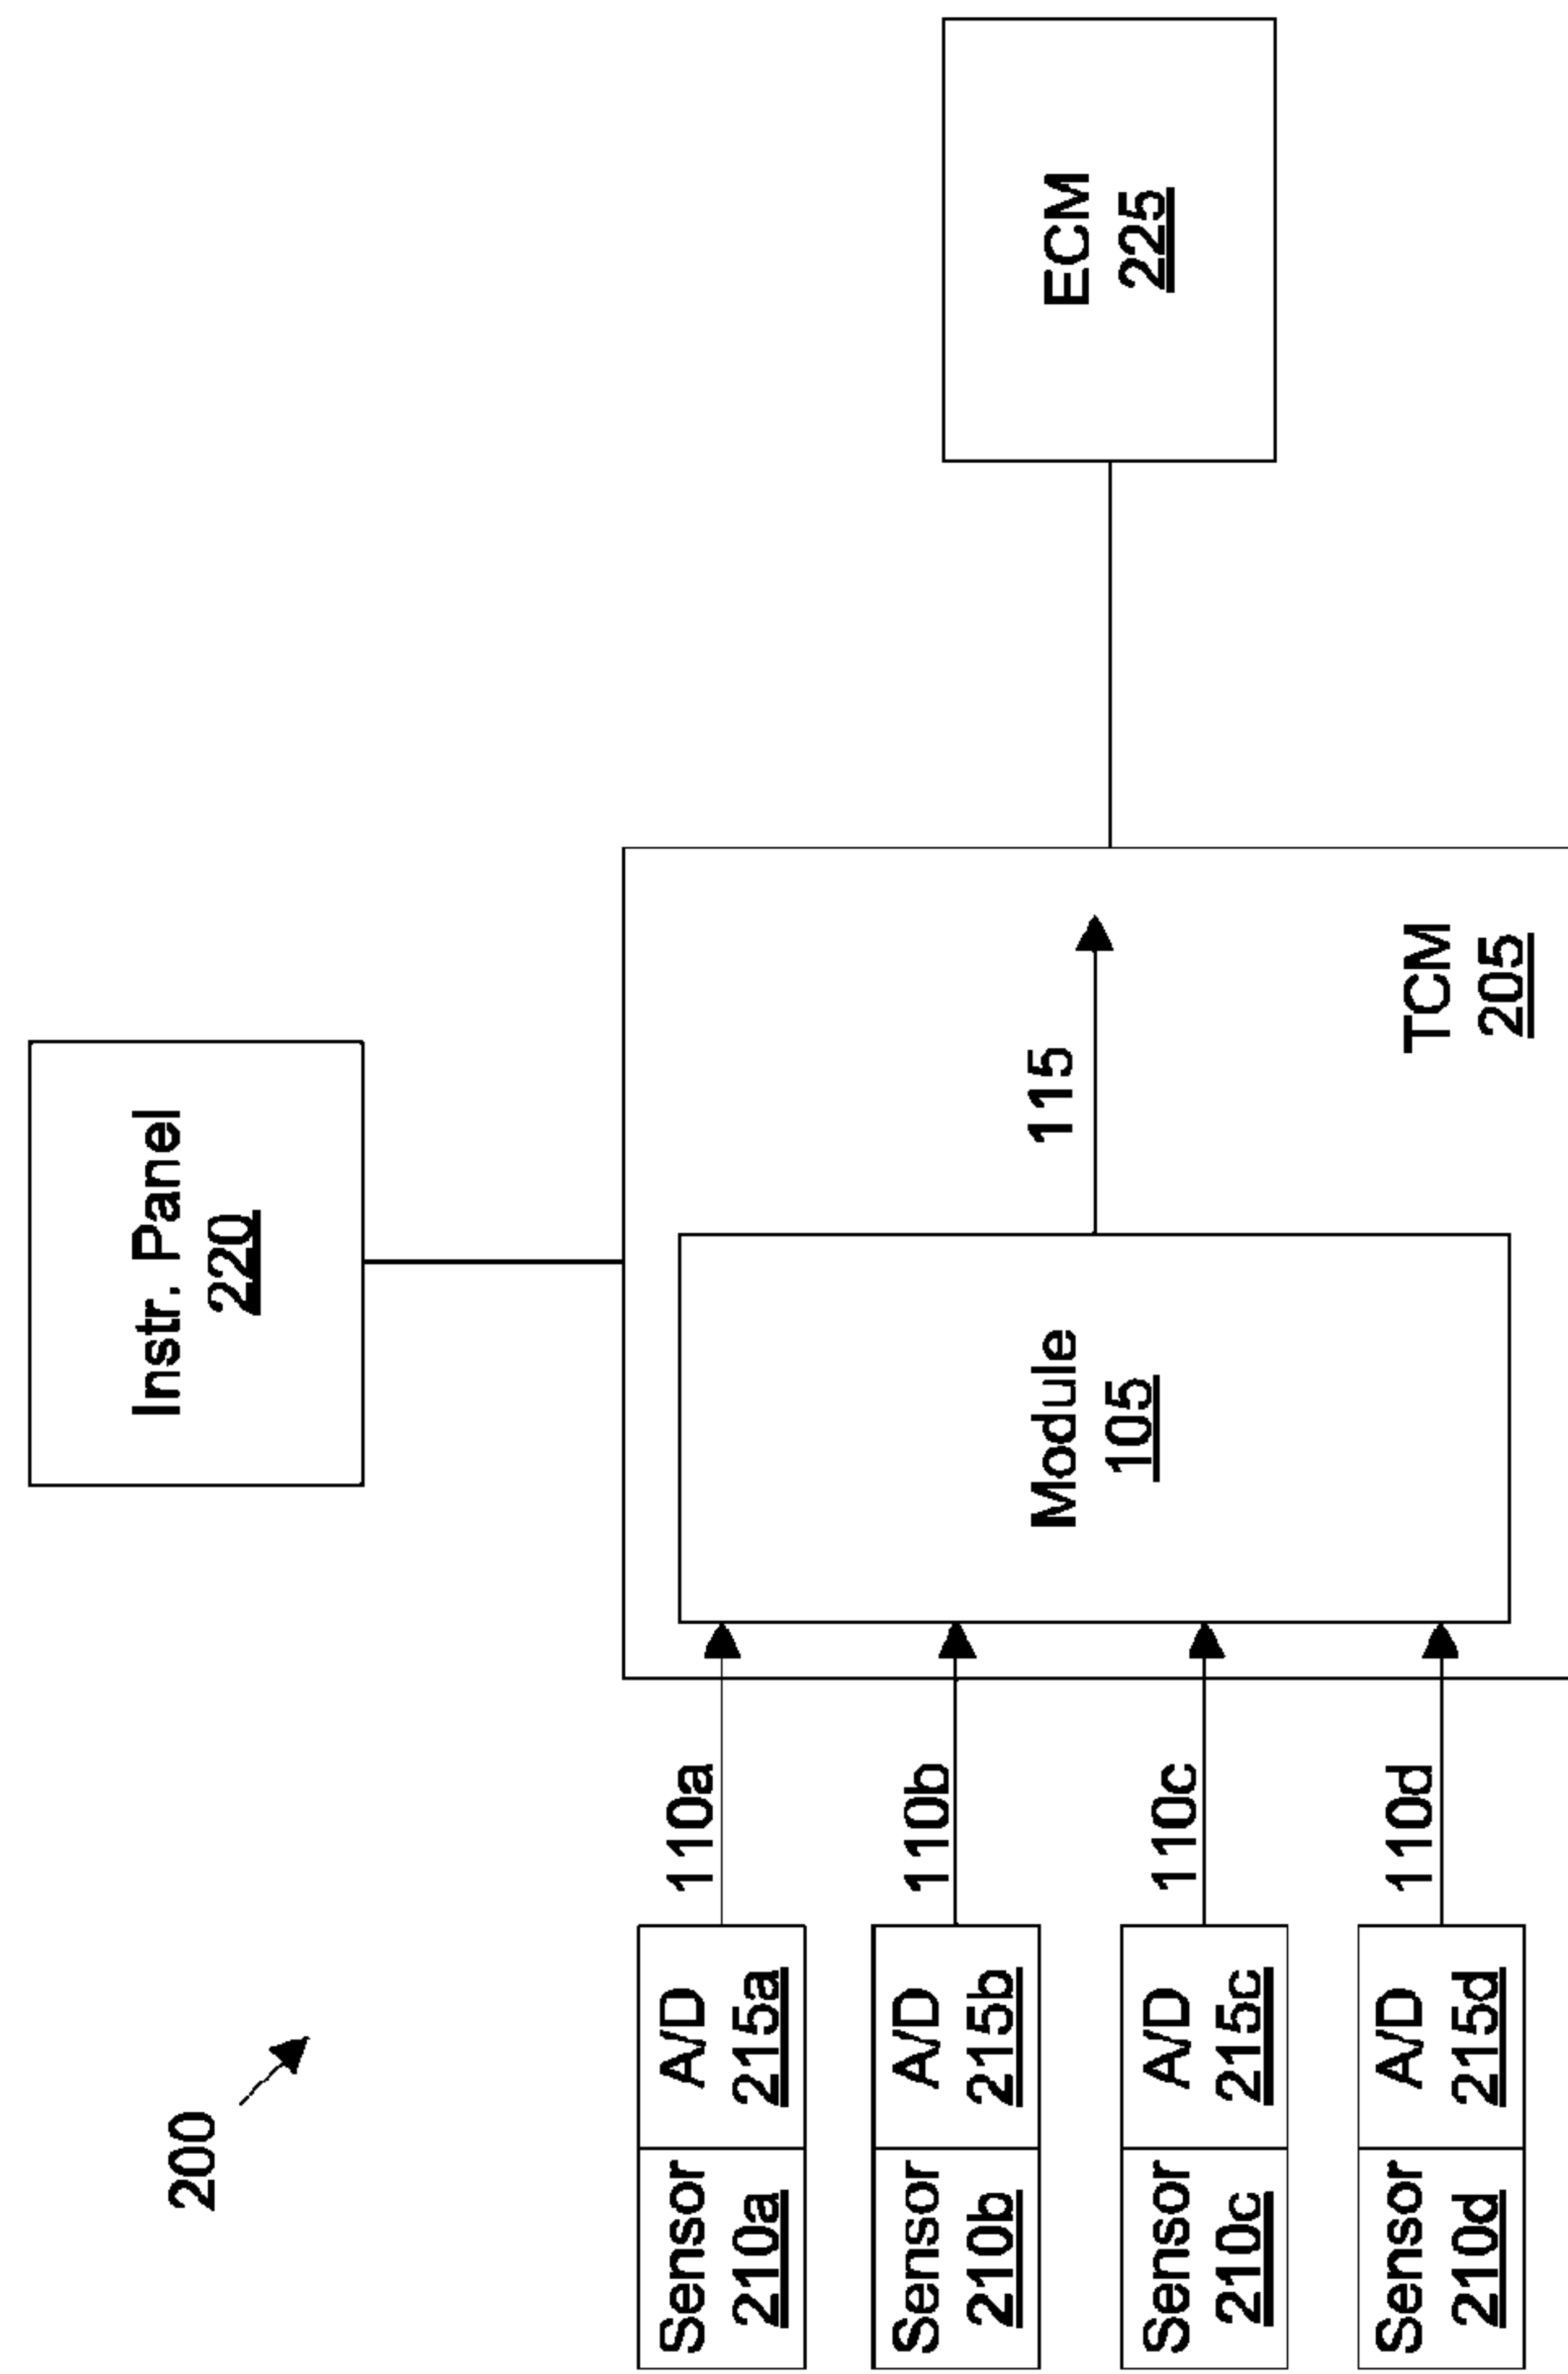 200
Instr. Panel
220
Sensor
210a
A/D
215a
110a
Sensor
210b
A/D
215b
110b
Sensor
210c
A/D
215c
110c
Sensor
210d
A/D
215d
110d
Module
105
115
TCM
205
ECM
225